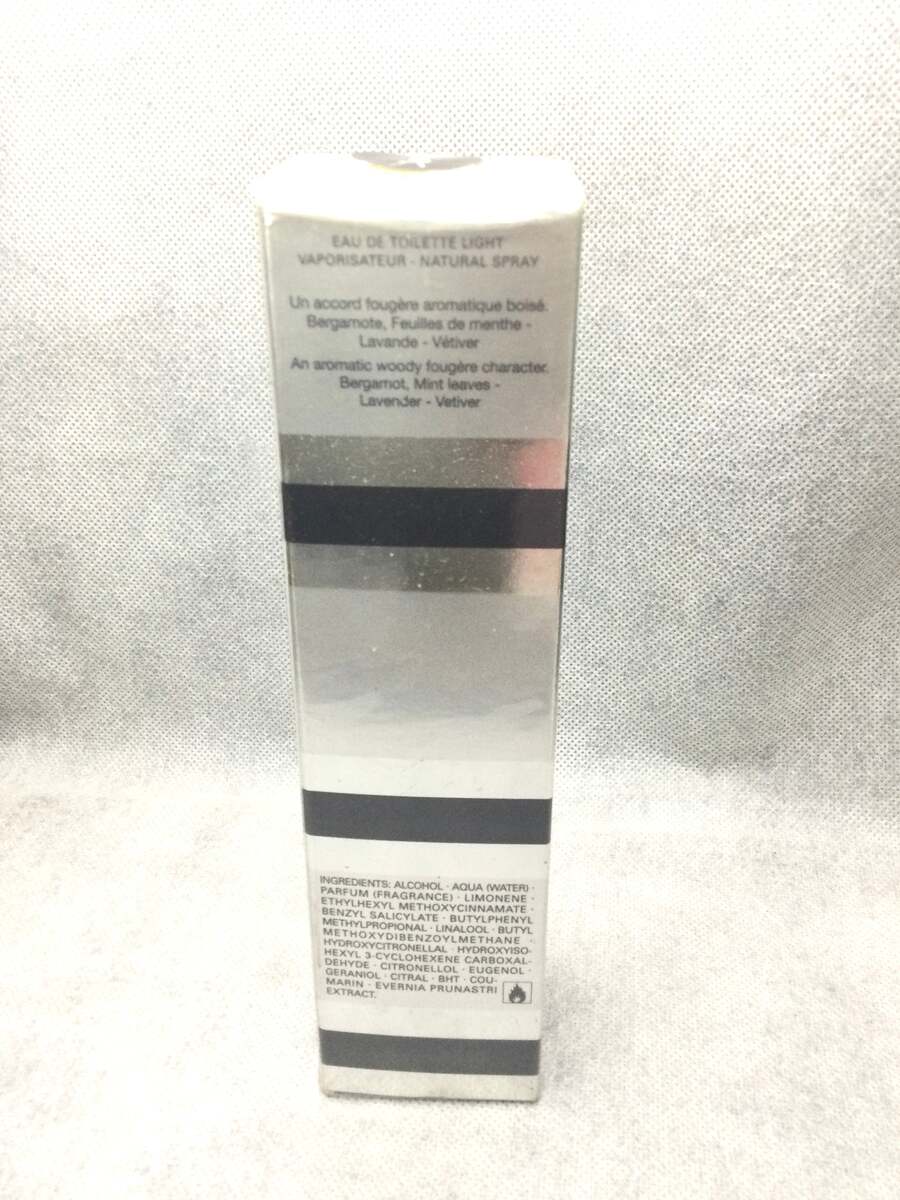 EAU DE TOILETTE LIGHT
VAPORISATEUR - NATURAL SPRAY
Un accord fougère aromatique boisé.
Bergamote, Feuilles de menthe -
Lavande - Vétiver
An aromatic woody fougère character.
Bergamot, Mint leaves -
Lavender - Vetiver
INGREDIENTS: ALCOHOL · AQUA (WATER) ·
PARFUM (FRAGRANCE) · LIMONENE ·
ETHYLHEXYL METHOXYCINNAMATE ·
BENZYL SALICYLATE · BUTYLPHENYL
METHYLPROPIONAL · LINALOOL · BUTYL
METHOXYDIBENZOYLMETHANE ·
HYDROXYCITRONELLAL · HYDROXYISO-
HEXYL 3-CYCLOHEXENE CARBOXAL-
DEHYDE · CITRONELLOL · EUGENOL ·
GERANIOL · CITRAL · BHT · COU-
MARIN · EVERNIA PRUNASTRI
EXTRACT.